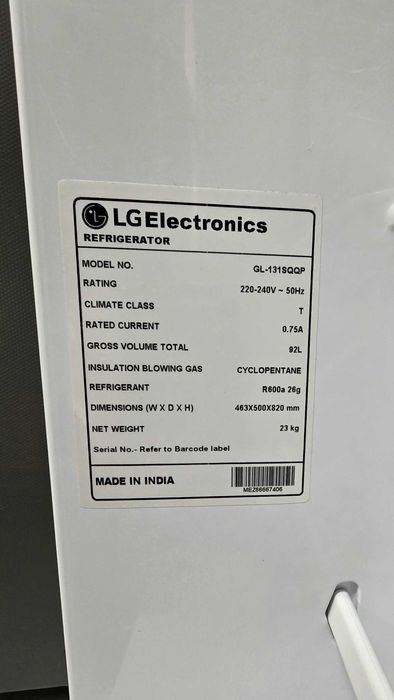 LG LG Electronics
REFRIGERATOR
MODEL NO. GL-131SQQP
RATING 220-240V ~ 50Hz
CLIMATE CLASS T
RATED CURRENT 0.75A
GROSS VOLUME TOTAL 92L
INSULATION BLOWING GAS CYCLOPENTANE
REFRIGERANT R600a 26g
DIMENSIONS (W X D X H) 463X500X820 mm
NET WEIGHT 23 kg
Serial No.- Refer to Barcode label
MADE IN INDIA
MEZ66667406